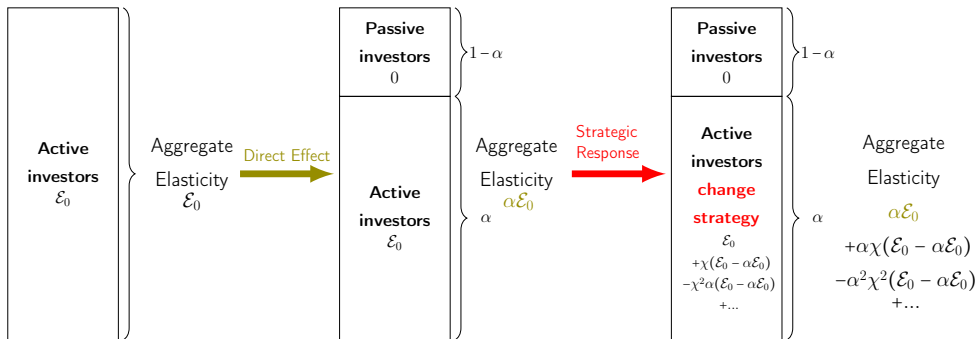 Active
investors
ℰ₀
Aggregate
Elasticity
ℰ₀
Direct Effect
Passive
investors
0
1−α
Active
investors
ℰ₀
α
Aggregate
Elasticity
αℰ₀
Strategic
Response
Passive
investors
0
1−α
Active
investors
change
strategy
ℰ₀
+χ(ℰ₀ − αℰ₀)
−χ²α(ℰ₀ − αℰ₀)
+...
α
Aggregate
Elasticity
αℰ₀
+αχ(ℰ₀ − αℰ₀)
−α²χ²(ℰ₀ − αℰ₀)
+...